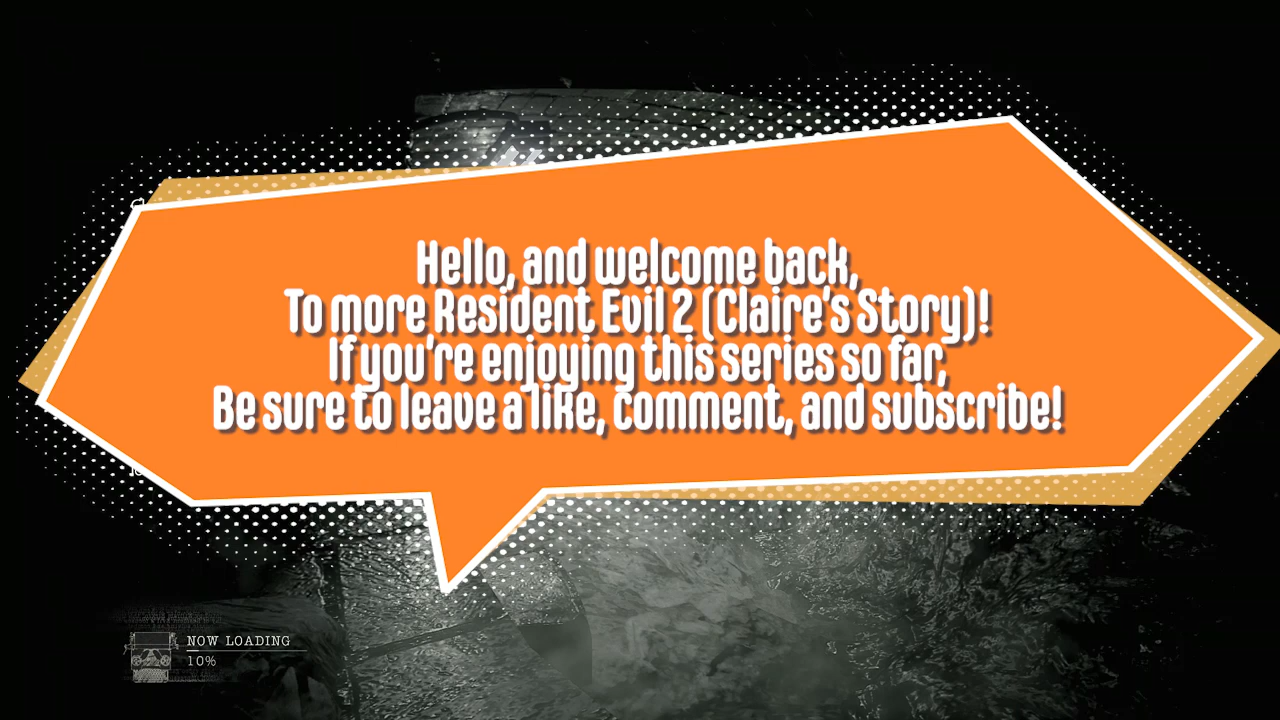 Hello, and welcome back,
To more Resident Evil 2 (Claire's Story)!
If you're enjoying this series so far,
Be sure to leave a like, comment, and subscribe!
NOW LOADING
10%